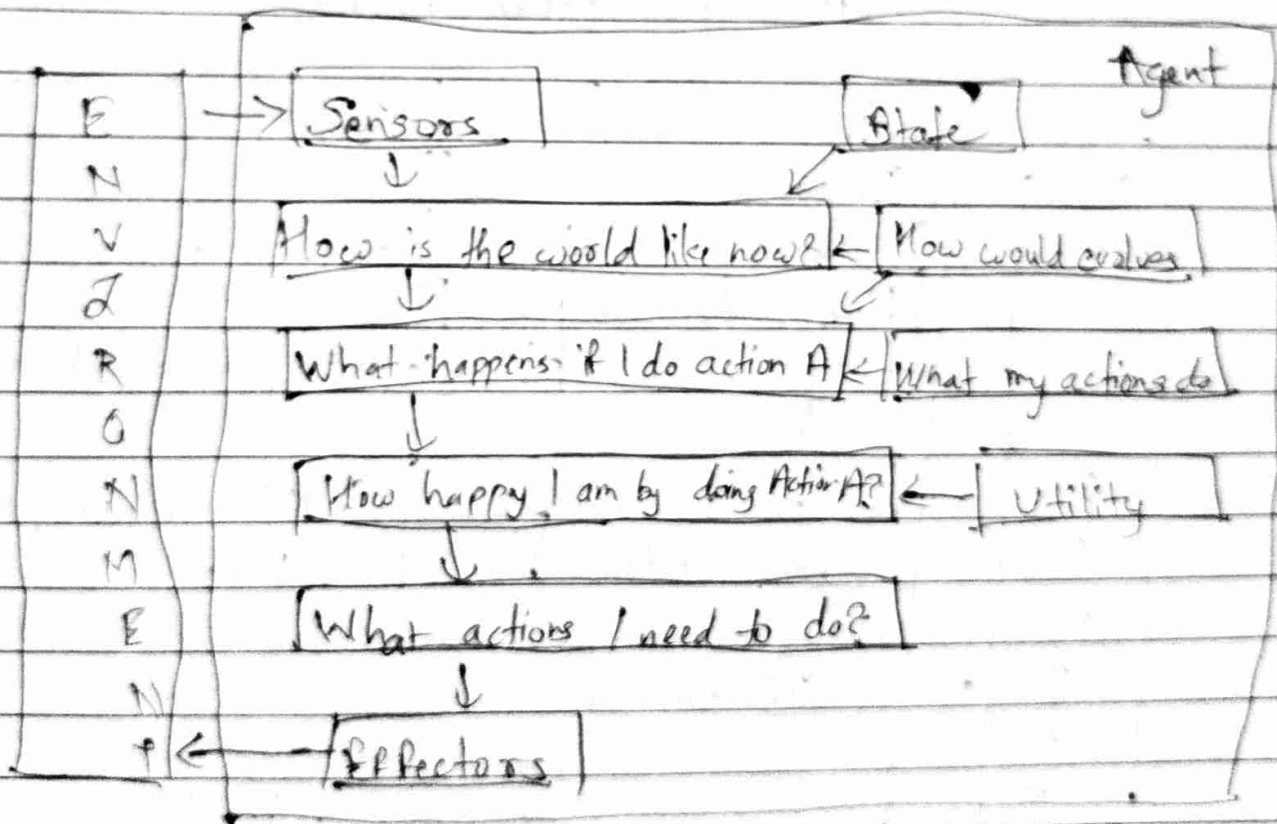 Agent
ENVIRONMENT
Sensors
State
How is the world like now?
How would evolves
What happens if I do action A
What my actions do
How happy I am by doing Action A?
Utility
What actions I need to do?
Effectors